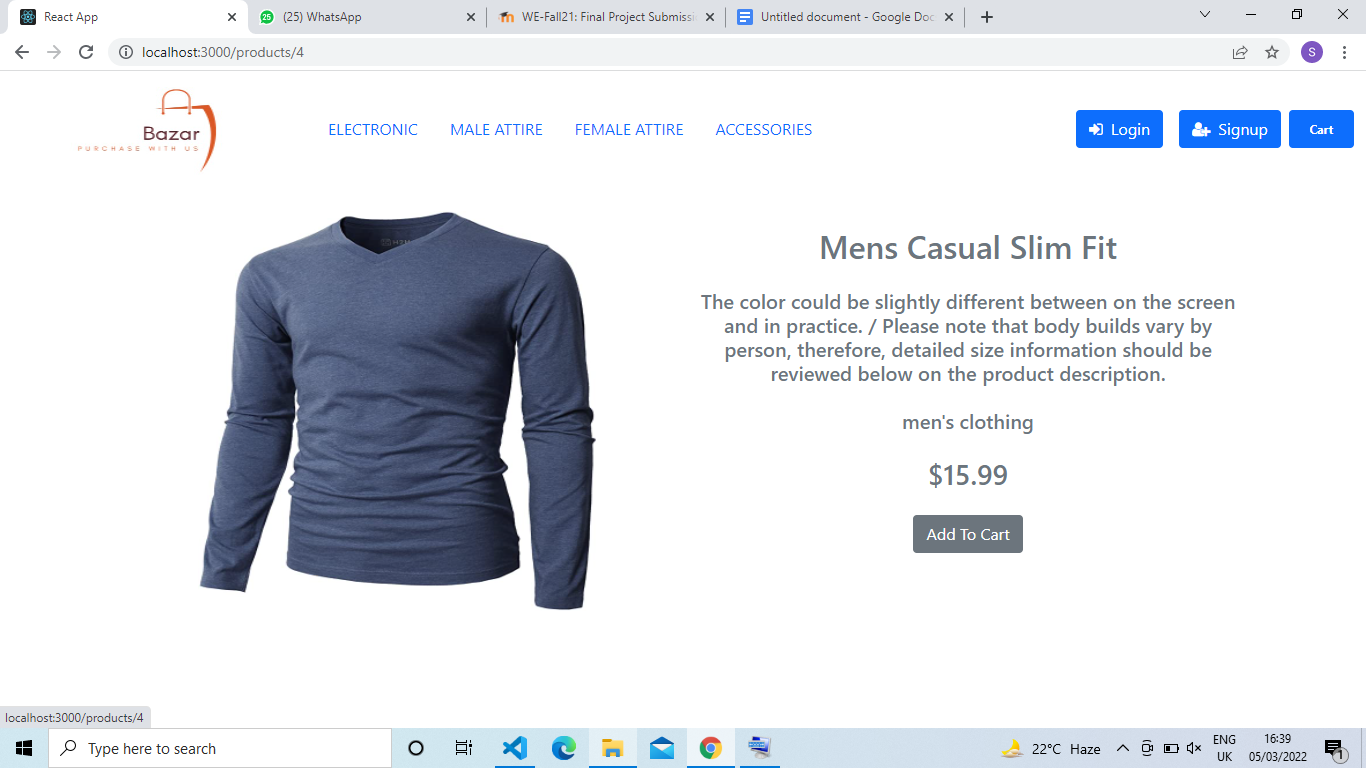 React App
(25) WhatsApp
WE-Fall21: Final Project Submissi
Untitled document - Google Doc
localhost:3000/products/4
S
Bazar
PURCHASE WITH US
ELECTRONIC MALE ATTIRE FEMALE ATTIRE ACCESSORIES
Login Signup Cart
Mens Casual Slim Fit
The color could be slightly different between on the screen
and in practice. / Please note that body builds vary by
person, therefore, detailed size information should be
reviewed below on the product description.
men's clothing
$15.99
Add To Cart
localhost:3000/products/4
Type here to search
22°C Haze
ENG
UK
16:39
05/03/2022
1